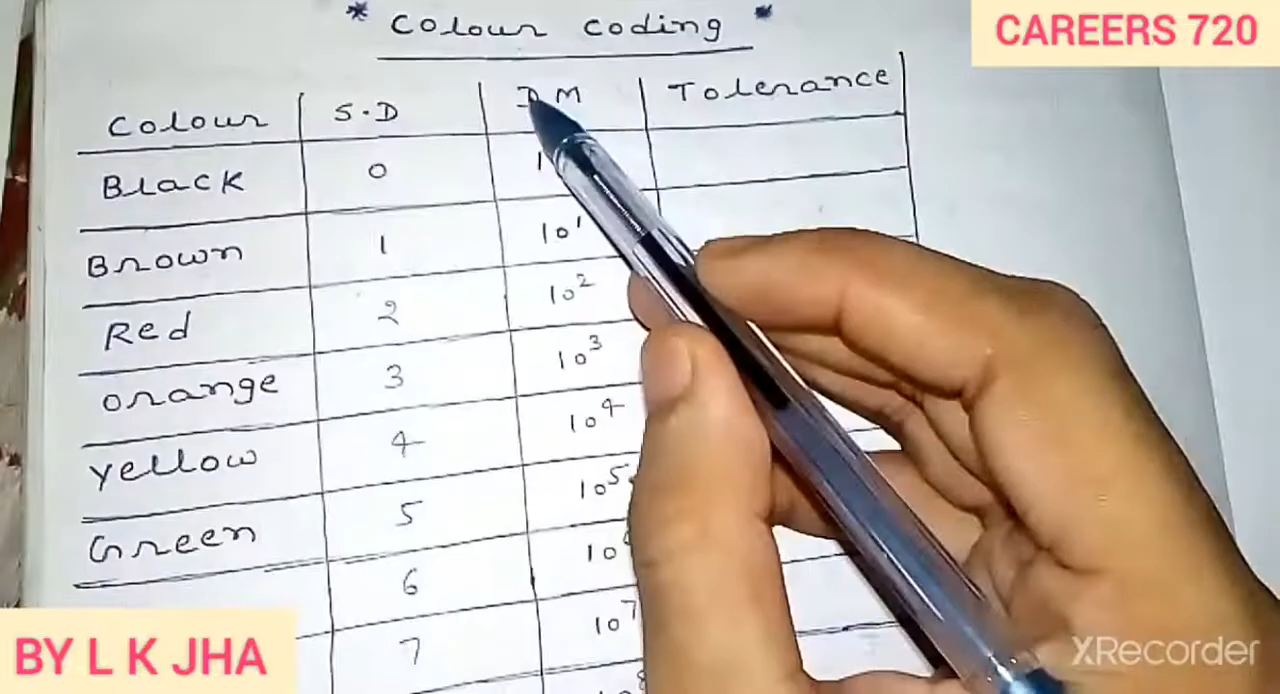 * Colour coding *
CAREERS 720
Colour S.D D M Tolerance
Black 0
Brown 1 10¹
Red 2 10²
orange 3 10³
yellow 4 10⁴
Green 5 10⁵
6
7 10⁷
BY L K JHA
XRecorder